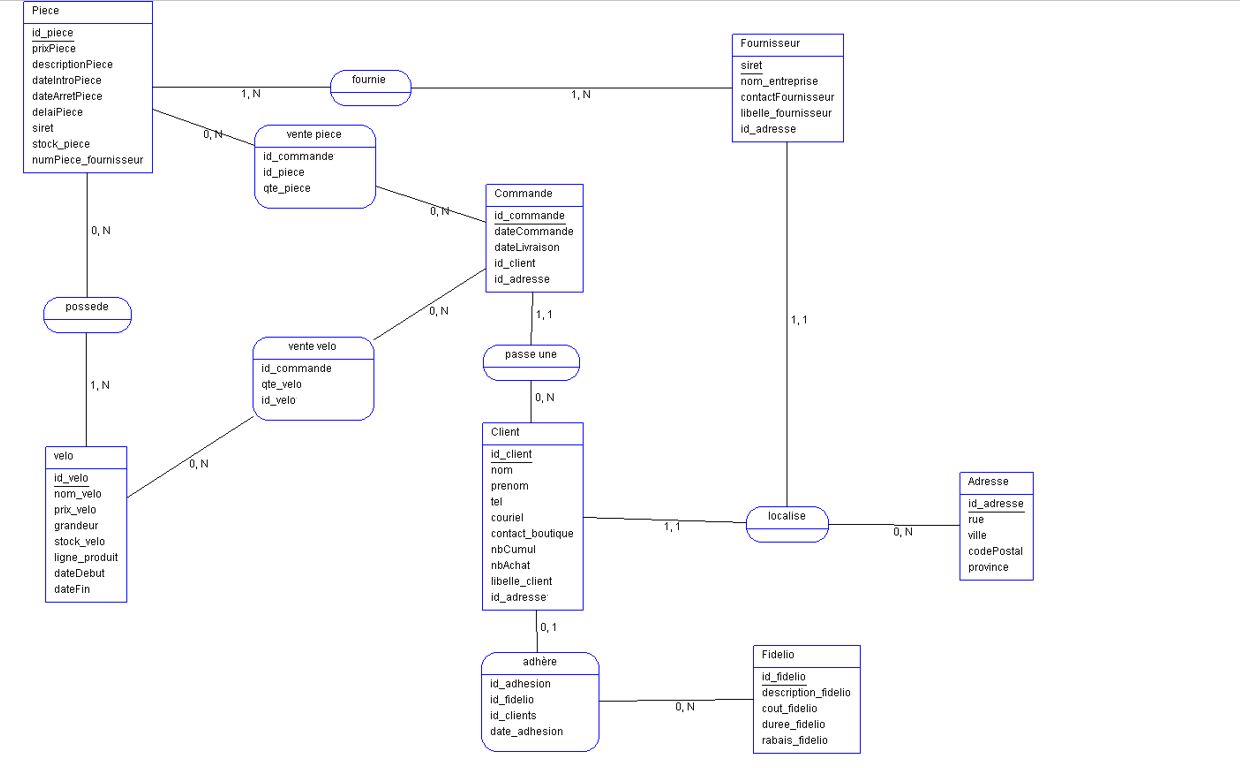 Piece
id_piece
prixPiece
descriptionPiece
dateIntroPiece
dateArretPiece
delaiPiece
siret
stock_piece
numPiece_fournisseur
1, N
fournie
1, N
Fournisseur
siret
nom_entreprise
contactFournisseur
libelle_fournisseur
id_adresse
0, N
vente piece
id_commande
id_piece
qte_piece
0, N
Commande
id_commande
dateCommande
dateLivraison
id_client
id_adresse
0, N
possede
1, N
0, N
vente velo
id_commande
qte_velo
id_velo
0, N
1, 1
passe une
0, N
1, 1
velo
id_velo
nom_velo
prix_velo
grandeur
stock_velo
ligne_produit
dateDebut
dateFin
Client
id_client
nom
prenom
tel
couriel
contact_boutique
nbCumul
nbAchat
libelle_client
id_adresse
1, 1
localise
0, N
Adresse
id_adresse
rue
ville
codePostal
province
0, 1
adhère
id_adhesion
id_fidelio
id_clients
date_adhesion
0, N
Fidelio
id_fidelio
description_fidelio
cout_fidelio
duree_fidelio
rabais_fidelio